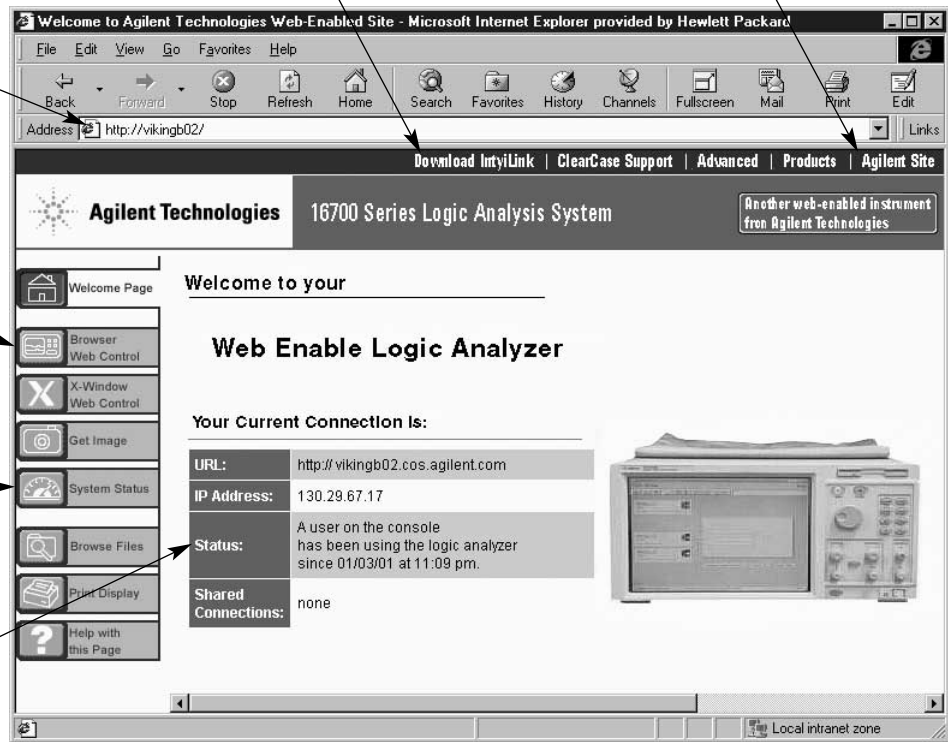 Welcome to Agilent Technologies Web-Enabled Site - Microsoft Internet Explorer provided by Hewlett Packard
File Edit View Go Favorites Help
Back Forward Stop Refresh Home Search Favorites History Channels Fullscreen Mail Print Edit
Address http://vikingb02/ Links
Download IntyiLink | ClearCase Support | Advanced | Products | Agilent Site
Agilent Technologies 16700 Series Logic Analysis System
Another web-enabled instrument
fron Agilent Technologies
Welcome Page
Browser
Web Control
X-Window
Web Control
Get Image
System Status
Browse Files
Print Display
Help with
this Page
Welcome to your
Web Enable Logic Analyzer
Your Current Connection Is:
URL: http://vikingb02.cos.agilent.com
IP Address: 130.29.67.17
Status: A user on the console
has been using the logic analyzer
since 01/03/01 at 11:09 pm.
Shared
Connections: none
Local intranet zone